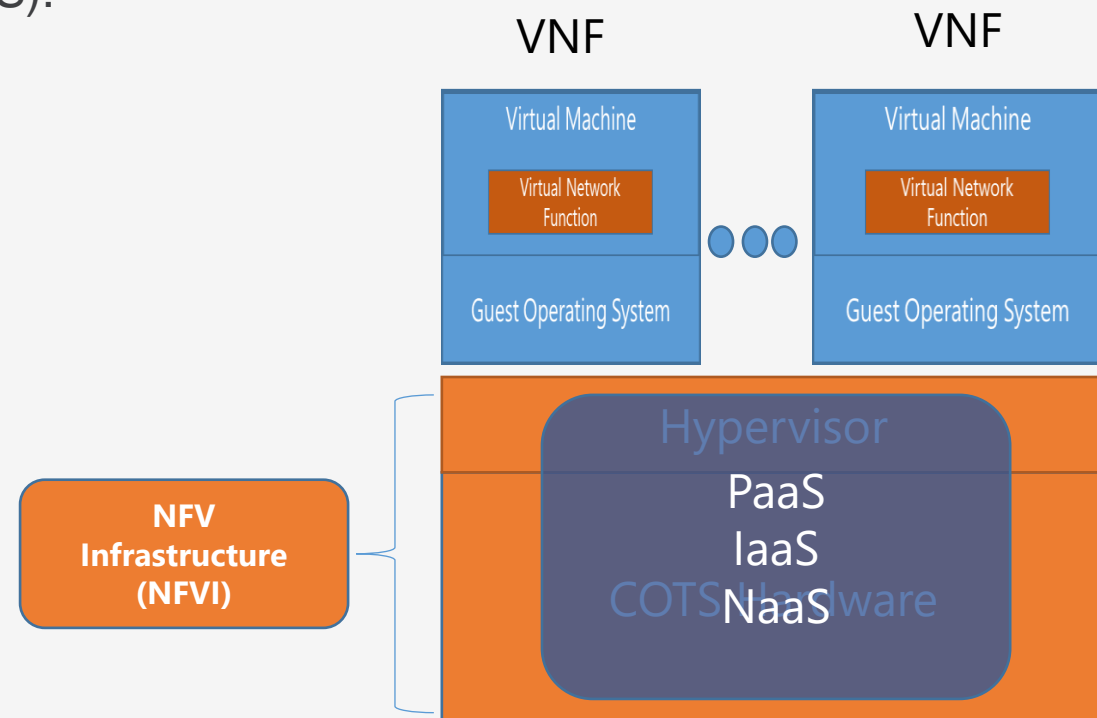 S).
VNF
VNF
Virtual Machine
Virtual Network
Function
Guest Operating System
Virtual Machine
Virtual Network
Function
Guest Operating System
Hypervisor
PaaS
IaaS
COTS Hardware
NaaS
NFV
Infrastructure
(NFVI)